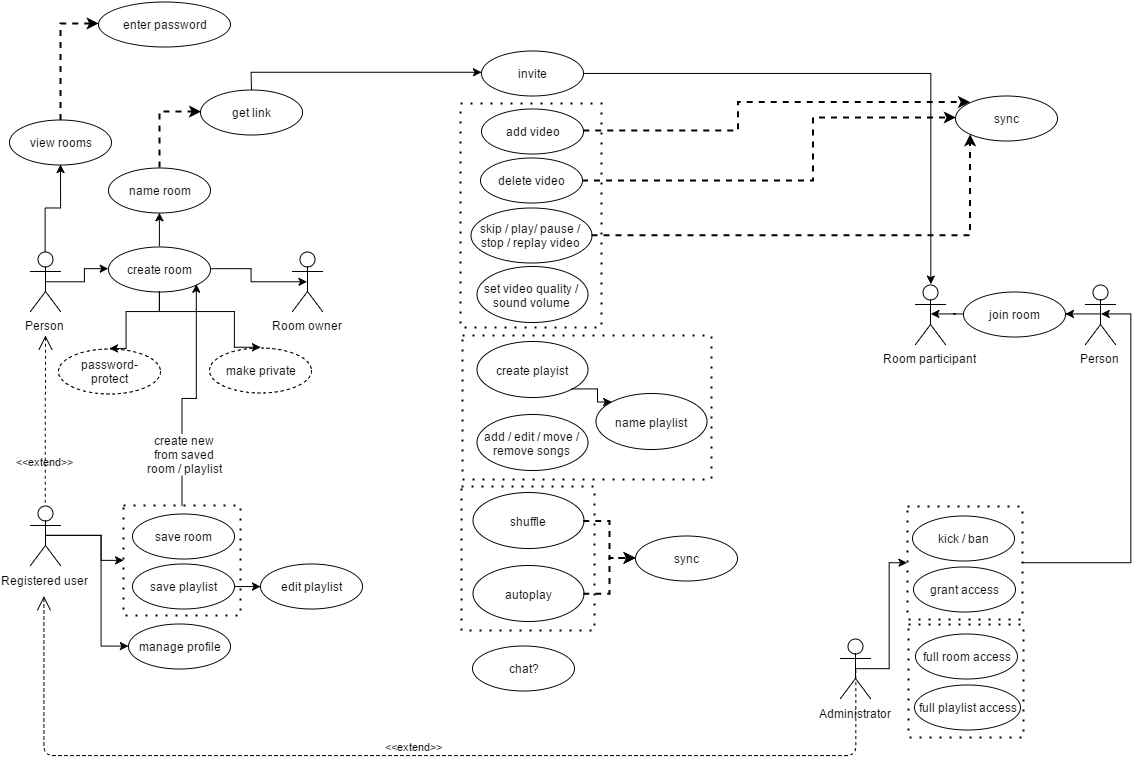 enter password
invite
get link
add video
sync
view rooms
delete video
name room
skip / play/ pause /
stop / replay video
create room
set video quality /
sound volume
Person
Room owner
join room
Room participant
Person
password-
protect
make private
create playist
name playlist
add / edit / move /
remove songs
create new
from saved
room / playlist
<<extend>>
shuffle
save room
kick / ban
sync
Registered user
save playlist
edit playlist
autoplay
grant access
manage profile
chat?
full room access
full playlist access
Administrator
<<extend>>